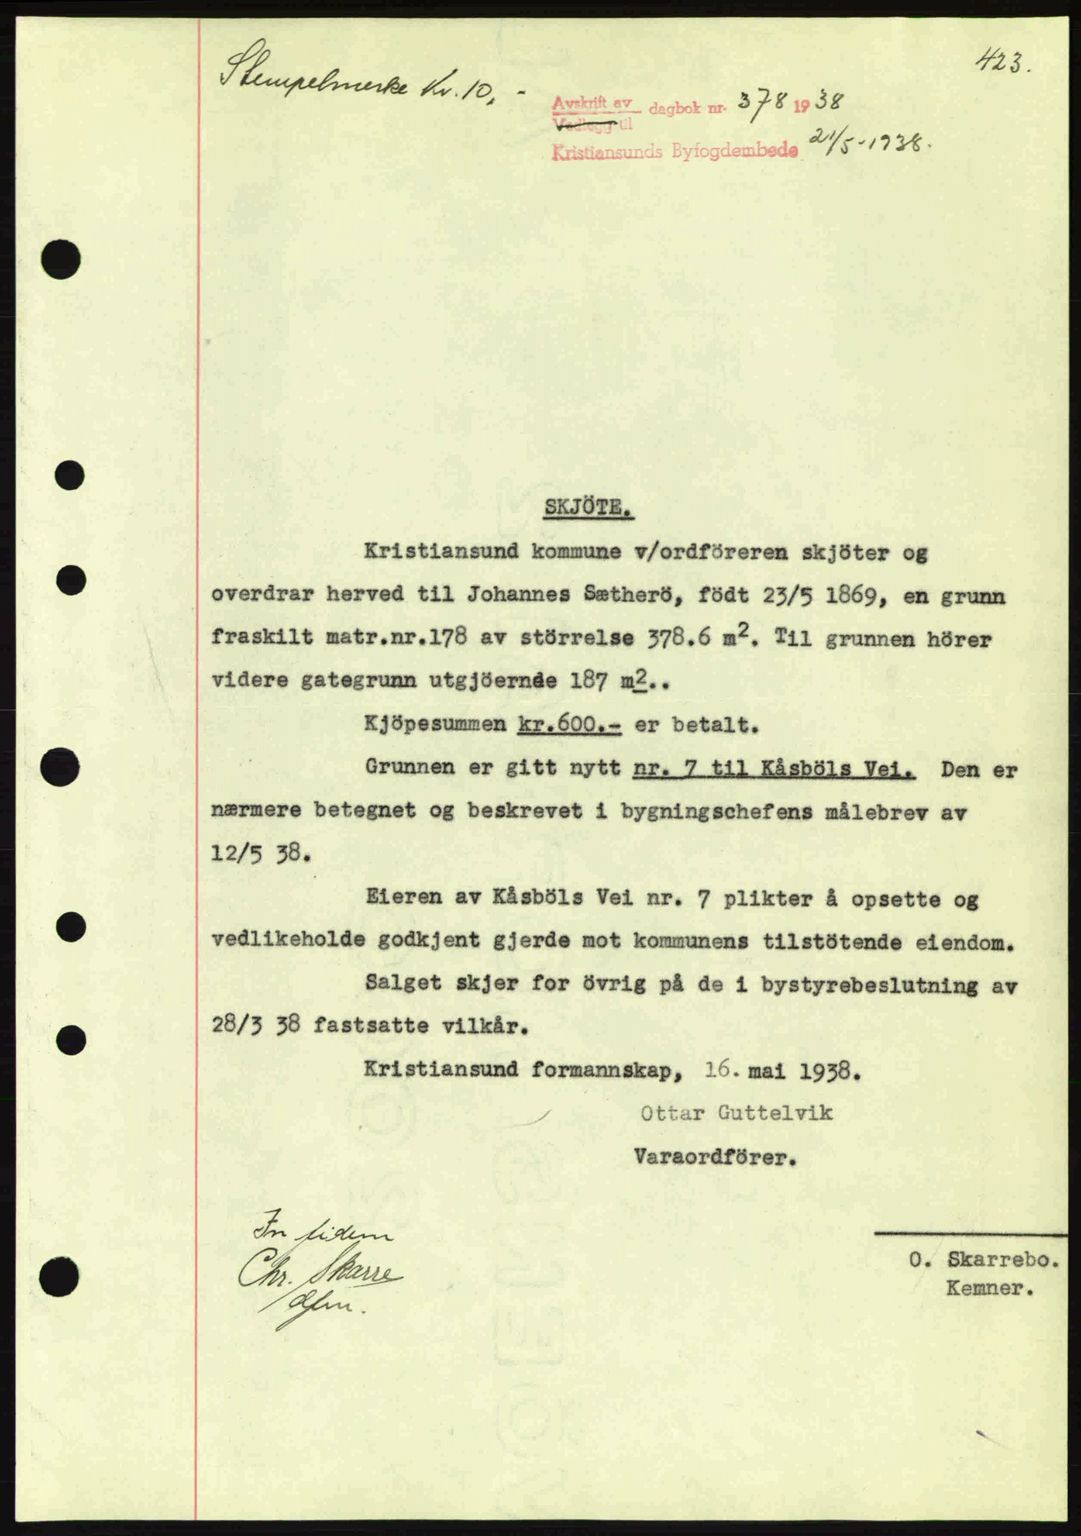 423.
Stempelmerke Kr. 10,-
Avskrift av dagbok nr. 378 1938
Vedlegg til
Kristiansunds Byfogdembede 21/5-1938.
SKJÖTE.
Kristiansund kommune v/ordföreren skjöter og
overdrar herved til Johannes Sætherö, födt 23/5 1869, en grunn
fraskilt matr.nr.178 av störrelse 378.6 m2. Til grunnen hörer
videre gategrunn utgjöernde 187 m2..
Kjöpesummen kr.600.- er betalt.
Grunnen er gitt nytt nr. 7 til Kåsböls Vei. Den er
nærmere betegnet og beskrevet i bygningschefens målebrev av
12/5 38.
Eieren av Kåsböls Vei nr. 7 plikter å opsette og
vedlikeholde godkjent gjerde mot kommunens tilstötende eiendom.
Salget skjer for övrig på de i bystyrebeslutning av
28/3 38 fastsatte vilkår.
Kristiansund formannskap, 16. mai 1938.
Ottar Guttelvik
Varaordförer.
In fidem
Chr. Skarre
O. Skarrebo.
Kemner.